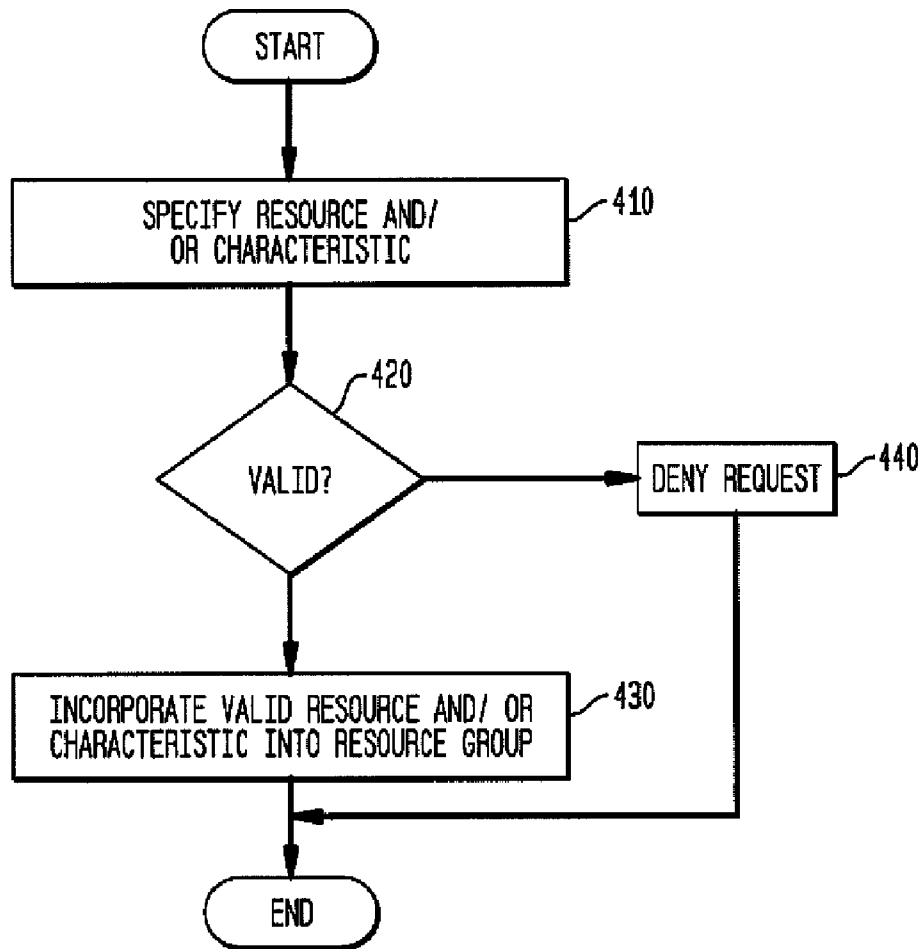 START
SPECIFY RESOURCE AND/
OR CHARACTERISTIC
410
420
VALID?
DENY REQUEST
440
INCORPORATE VALID RESOURCE AND/ OR
CHARACTERISTIC INTO RESOURCE GROUP
430
END